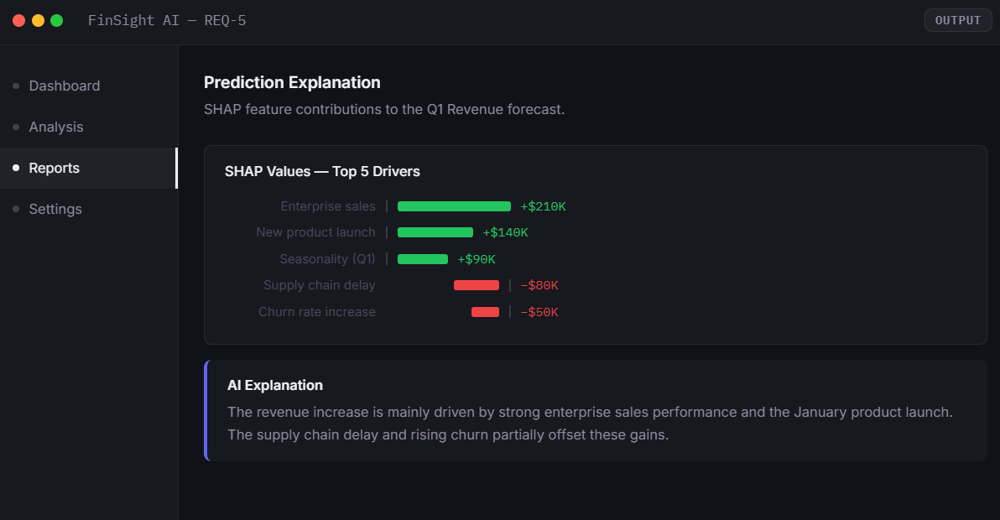 FinSight AI — REQ-5
OUTPUT
Dashboard
Analysis
Reports
Settings
Prediction Explanation
SHAP feature contributions to the Q1 Revenue forecast.
SHAP Values — Top 5 Drivers
Enterprise sales | +$210K
New product launch | +$140K
Seasonality (Q1) | +$90K
Supply chain delay | −$80K
Churn rate increase | −$50K
AI Explanation
The revenue increase is mainly driven by strong enterprise sales performance and the January product launch.
The supply chain delay and rising churn partially offset these gains.